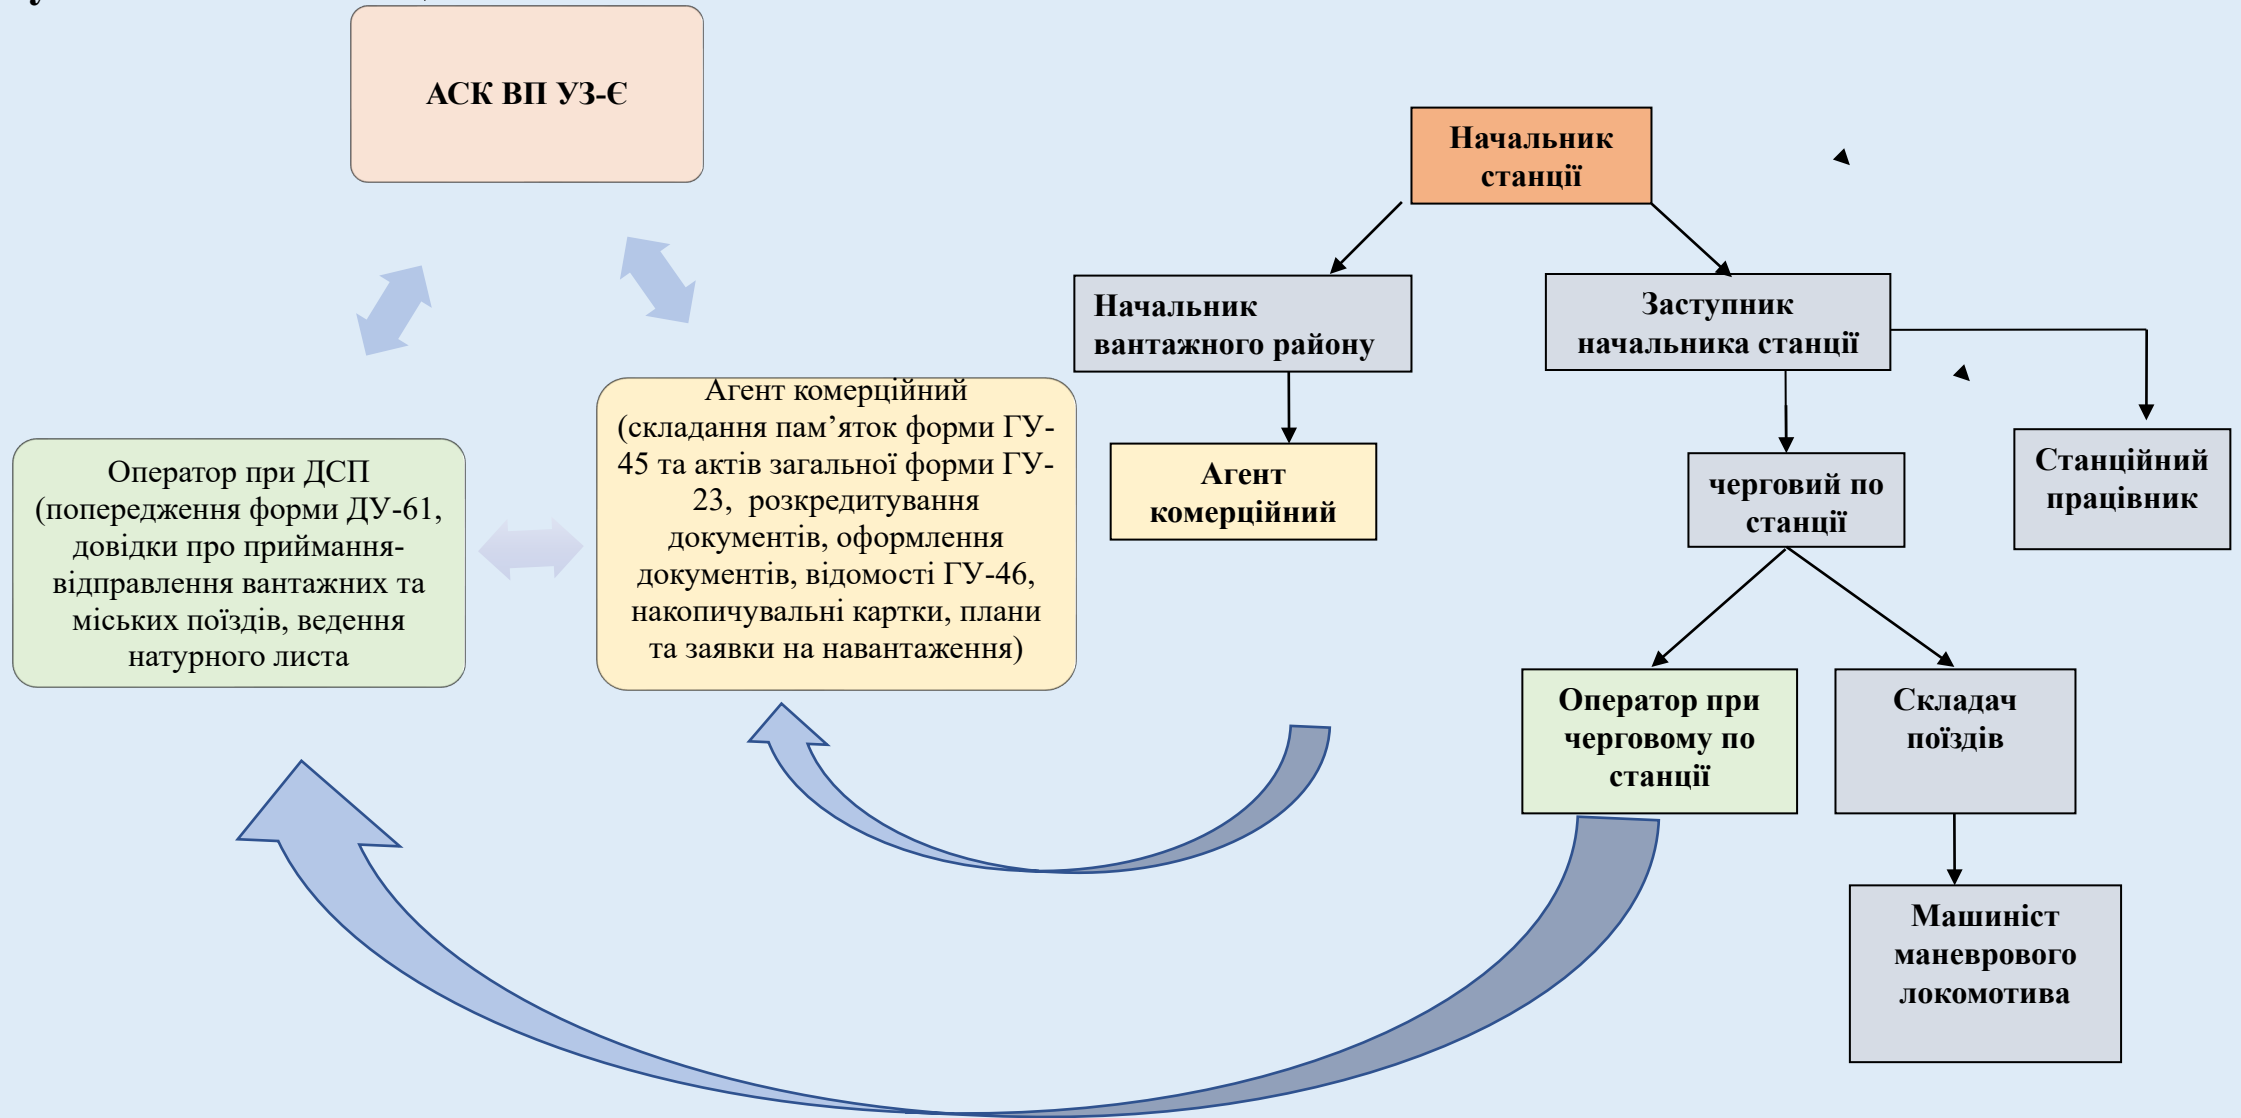 АСК ВП УЗ-Є
Оператор при ДСП
(попередження форми ДУ-61,
довідки про приймання-
відправлення вантажних та
міських поїздів, ведення
натурного листа
Агент комерційний
(складання пам’яток форми ГУ-
45 та актів загальної форми ГУ-
23, розкредитування
документів, оформлення
документів, відомості ГУ-46,
накопичувальні картки, плани
та заявки на навантаження)
Начальник
станції
Начальник
вантажного району
Заступник
начальника станції
Агент
комерційний
черговий по
станції
Станційний
працівник
Оператор при
черговому по
станції
Складач
поїздів
Машиніст
маневрового
локомотива